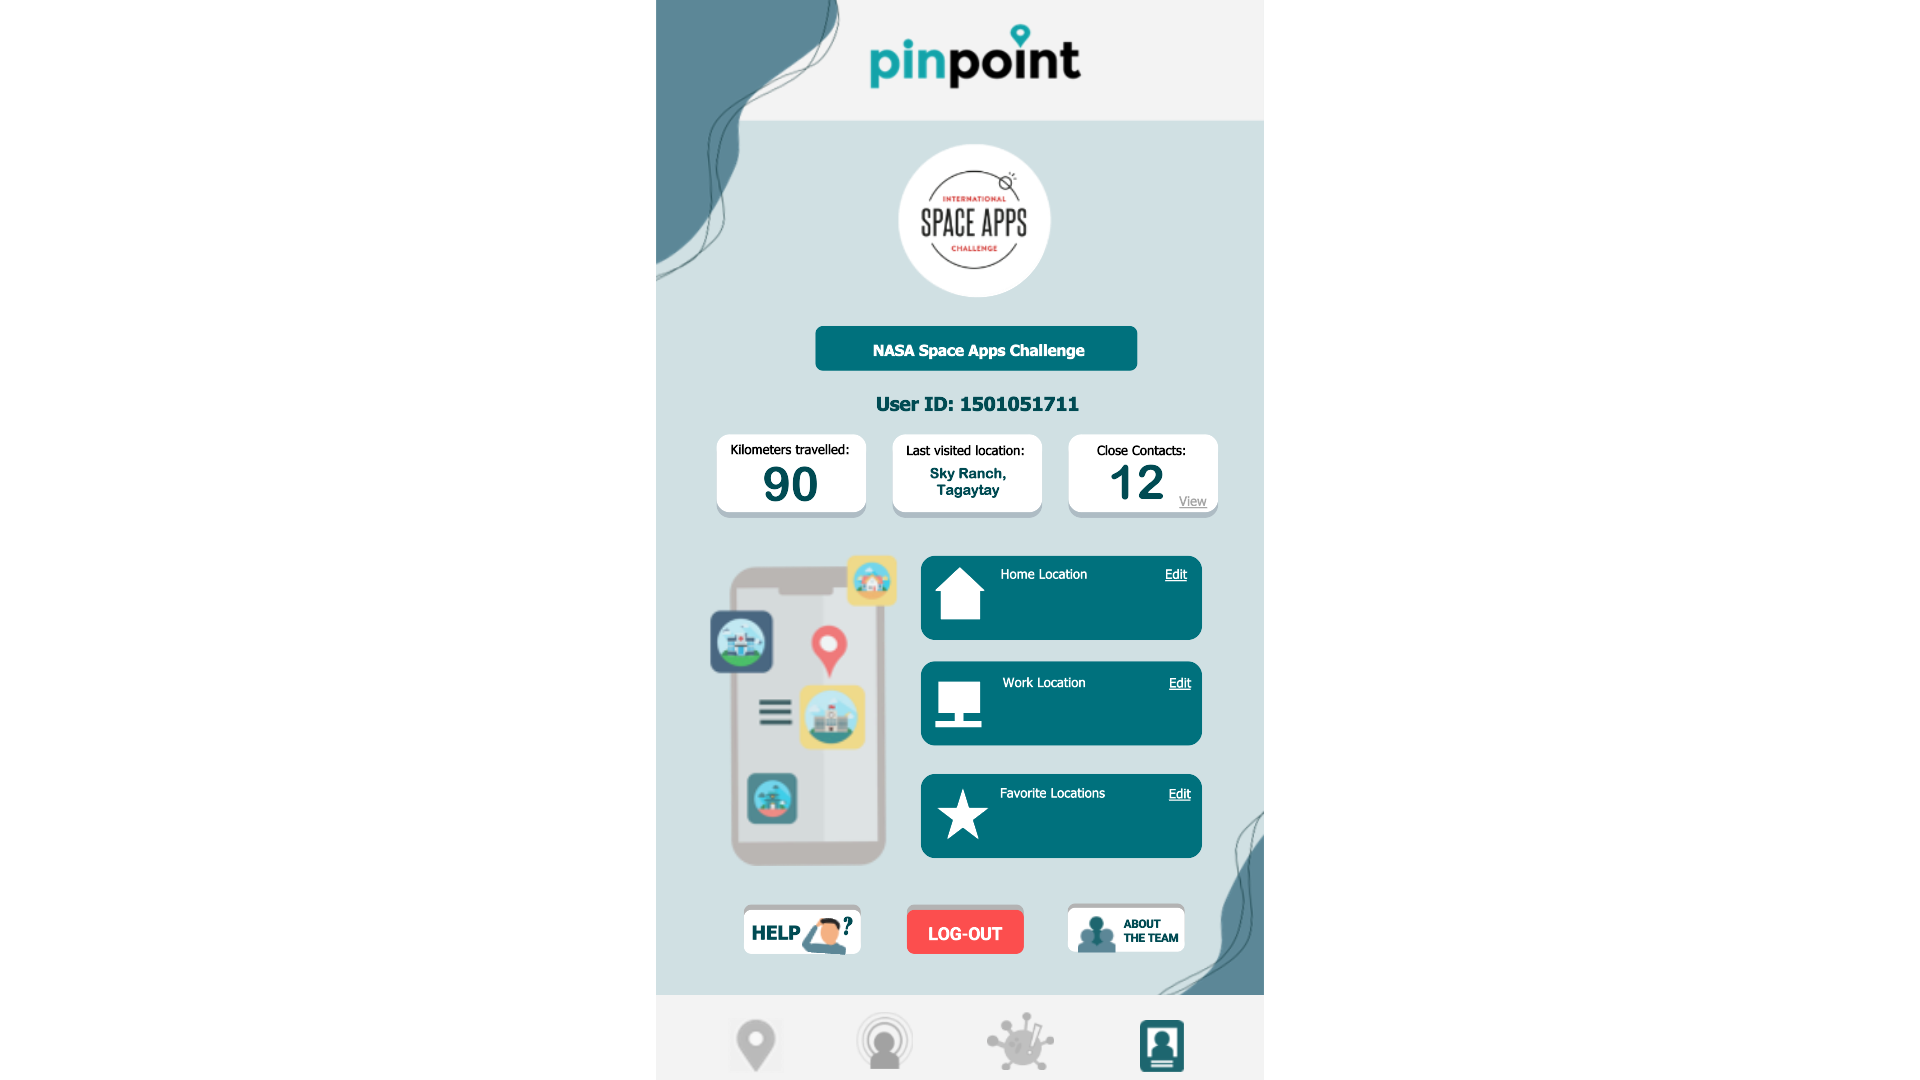 pinpoint
INTERNATIONAL
SPACE APPS
CHALLENGE
NASA Space Apps Challenge
User ID: 1501051711
Kilometers travelled:
90
Last visited location:
Sky Ranch,
Tagaytay
Close Contacts:
12
View
Home Location
Edit
Work Location
Edit
Favorite Locations
Edit
HELP ?
LOG-OUT
ABOUT
THE TEAM